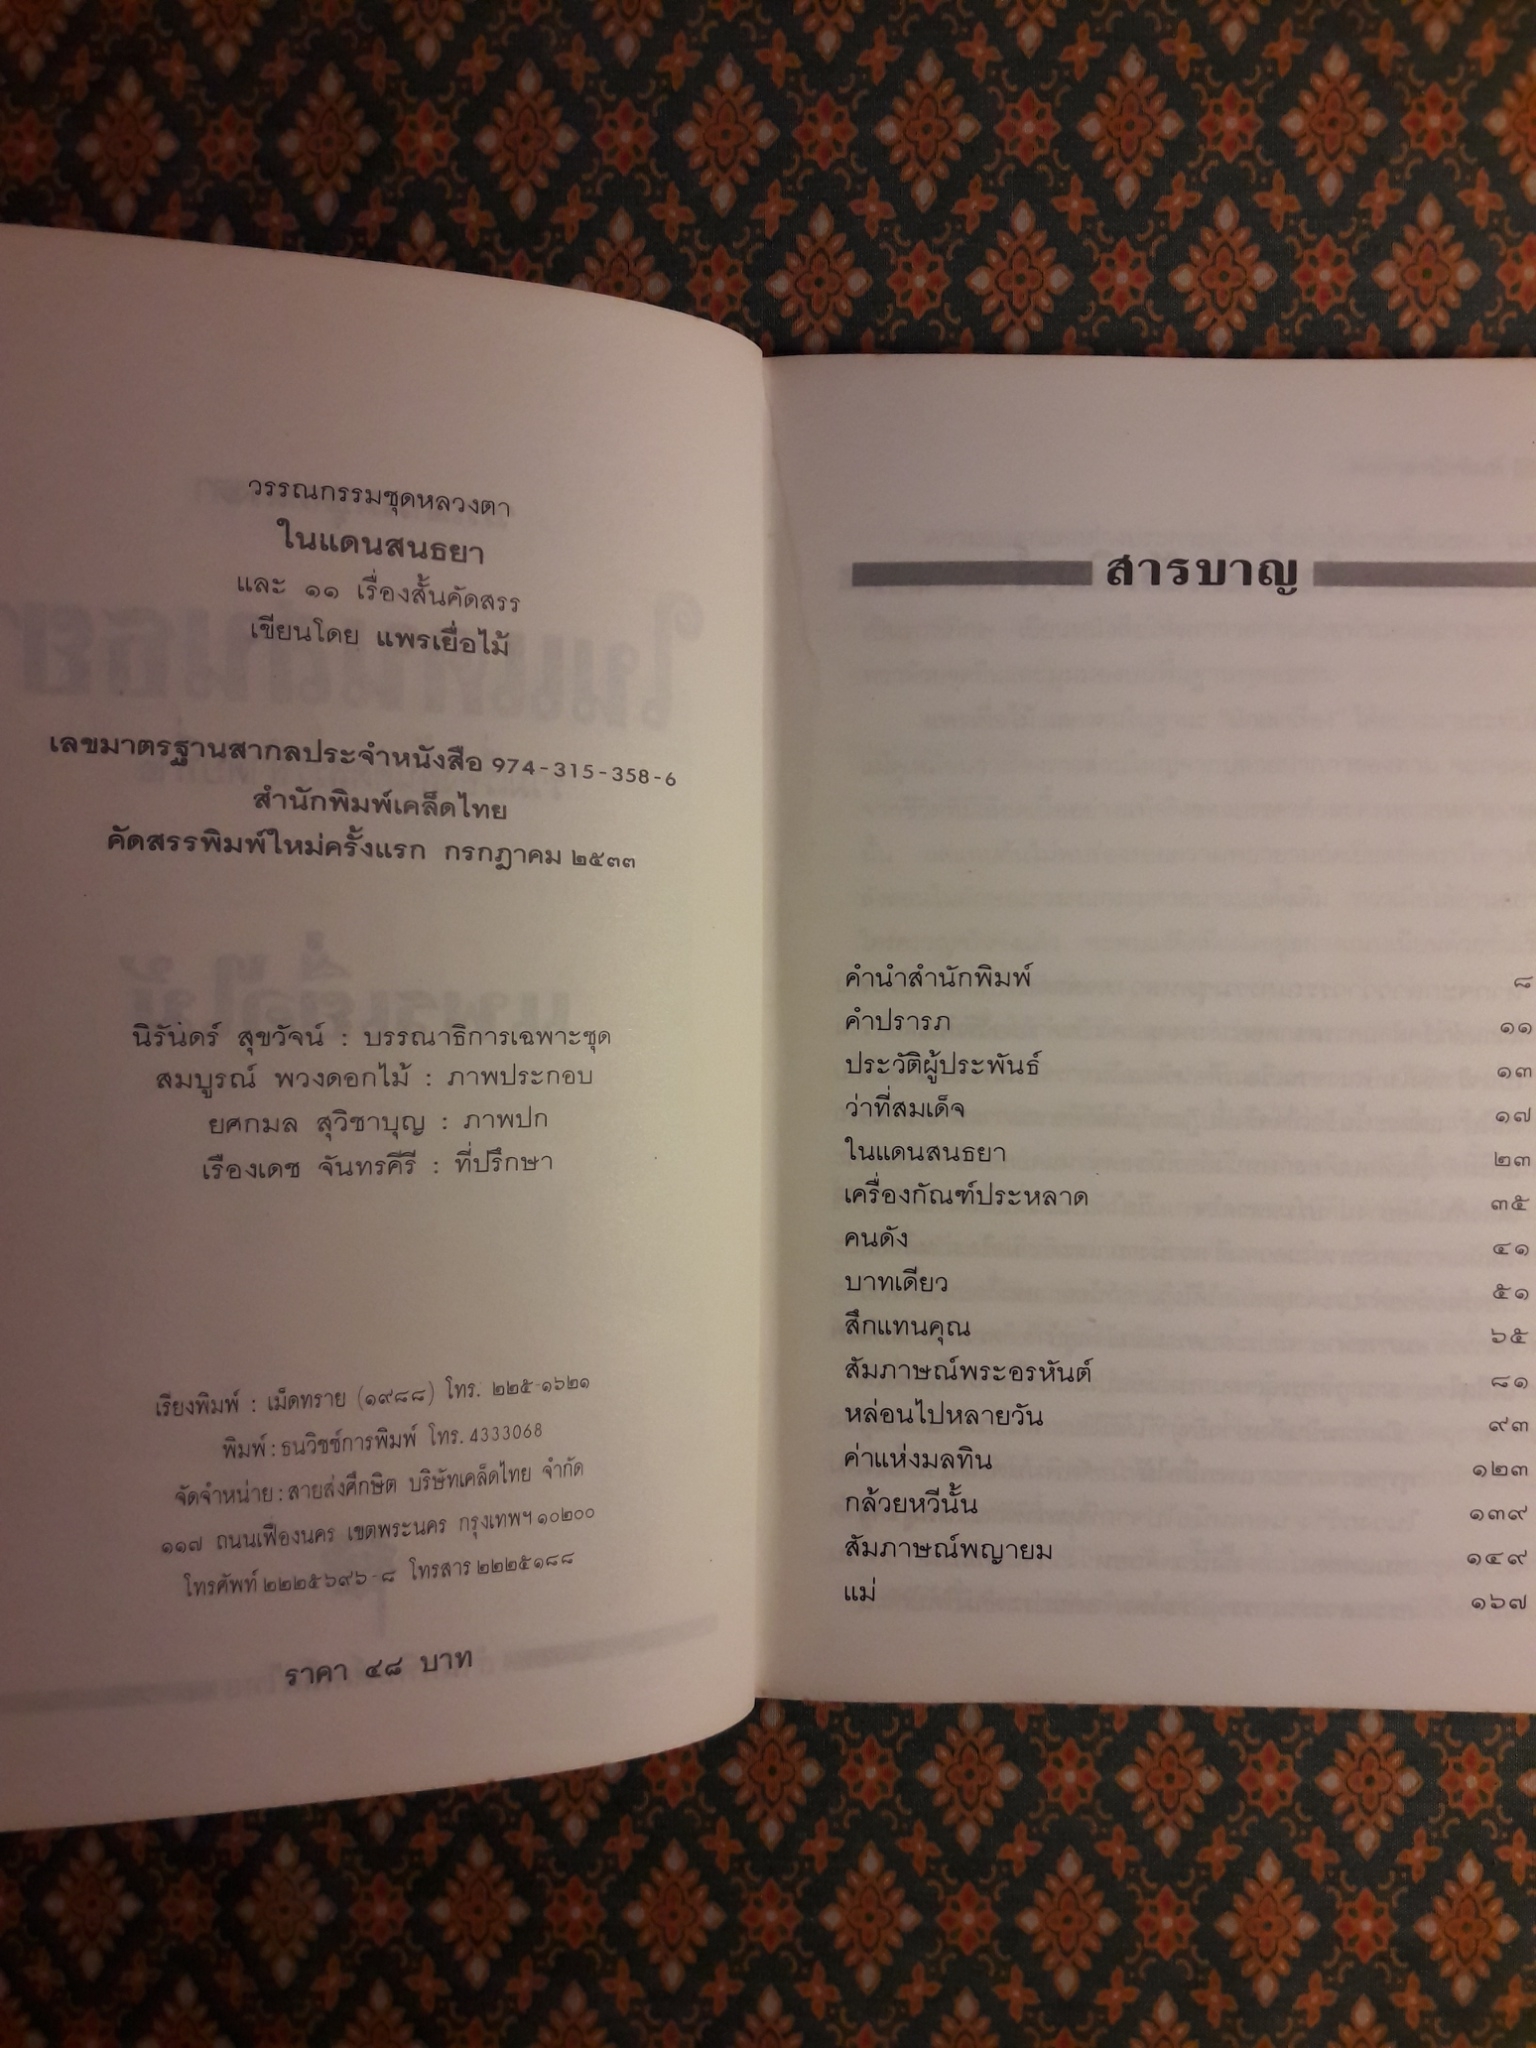 วรรณกรรมชุดหลวงตา
ในแดนสนธยา
และ ๑๑ เรื่องสั้นคัดสรร
เขียนโดย แพรเยื่อไม้
เลขมาตรฐานสากลประจำหนังสือ 974-315-358-6
สำนักพิมพ์เคล็ดไทย
คัดสรรพิมพ์ใหม่ครั้งแรก กรกฎาคม ๒๕๓๓
นิรันดร์ สุขวัจน์ : บรรณาธิการเฉพาะชุด
สมบูรณ์ พวงดอกไม้ : ภาพประกอบ
ยศกมล สุวิชาบุญ : ภาพปก
เรืองเดช จันทรคีรี : ที่ปรึกษา
เรียงพิมพ์ : เม็ดทราย (๑๙๘๘) โทร. ๒๒๕-๑๖๒๑
พิมพ์ : ธนวิชช์การพิมพ์ โทร. 4333068
จัดจำหน่าย : สายส่งศึกษิต บริษัทเคล็ดไทย จำกัด
๑๑๗ ถนนเฟื่องนคร เขตพระนคร กรุงเทพฯ ๑๐๒๐๐
โทรศัพท์ ๒๒๒๕๖๙๖-๘ โทรสาร ๒๒๒๕๑๘๘
ราคา ๔๘ บาท
สารบาญ
คำนำสำนักพิมพ์ ๘
คำปรารภ ๑๑
ประวัติผู้ประพันธ์ ๑๓
ว่าที่สมเด็จ ๑๗
ในแดนสนธยา ๒๓
เครื่องกัณฑ์ประหลาด ๓๕
คนดัง ๔๑
บาทเดียว ๕๑
สึกแทนคุณ ๖๕
สัมภาษณ์พระอรหันต์ ๘๑
หล่อนไปหลายวัน ๙๓
ค่าแห่งมลทิน ๑๒๓
กล้วยหวีนั้น ๑๓๙
สัมภาษณ์พญายม ๑๔๙
แม่ ๑๖๗